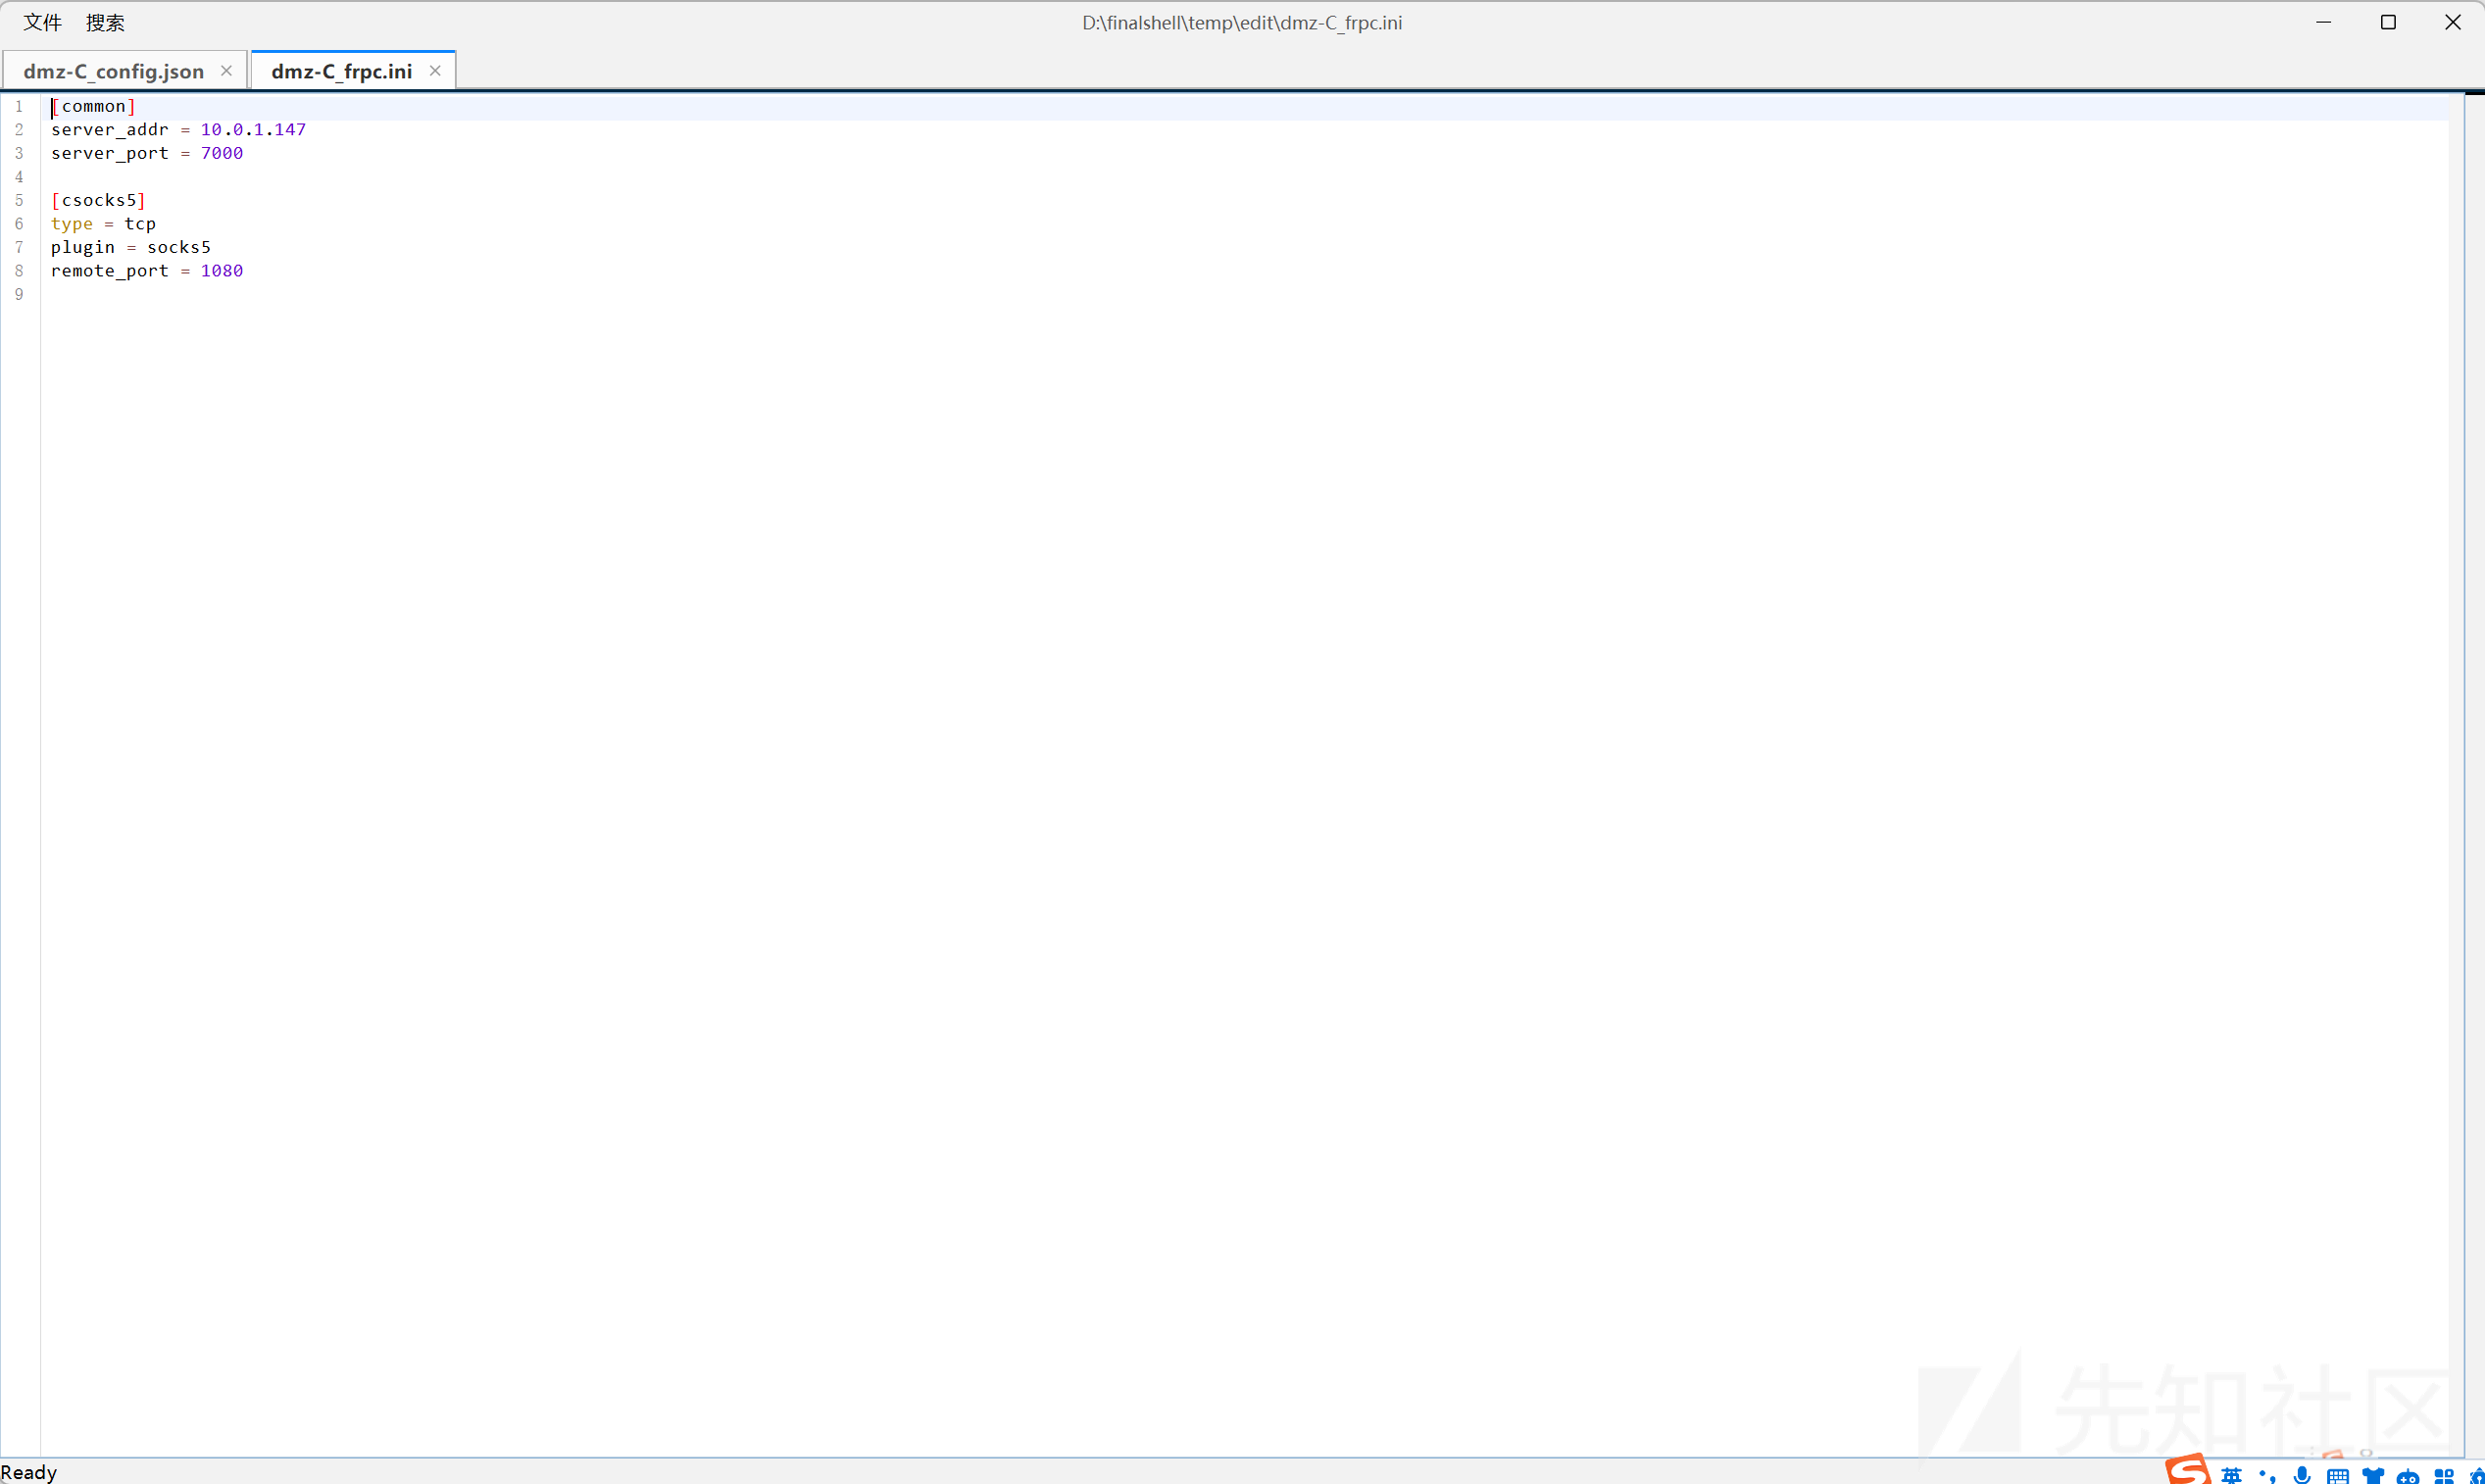 文件 搜索 D:\finalshell\temp\edit\dmz-C_frpc.ini
dmz-C_config.json dmz-C_frpc.ini
1 [common]
2 server_addr = 10.0.1.147
3 server_port = 7000
4
5 [csocks5]
6 type = tcp
7 plugin = socks5
8 remote_port = 1080
9
先知社区
Ready
英